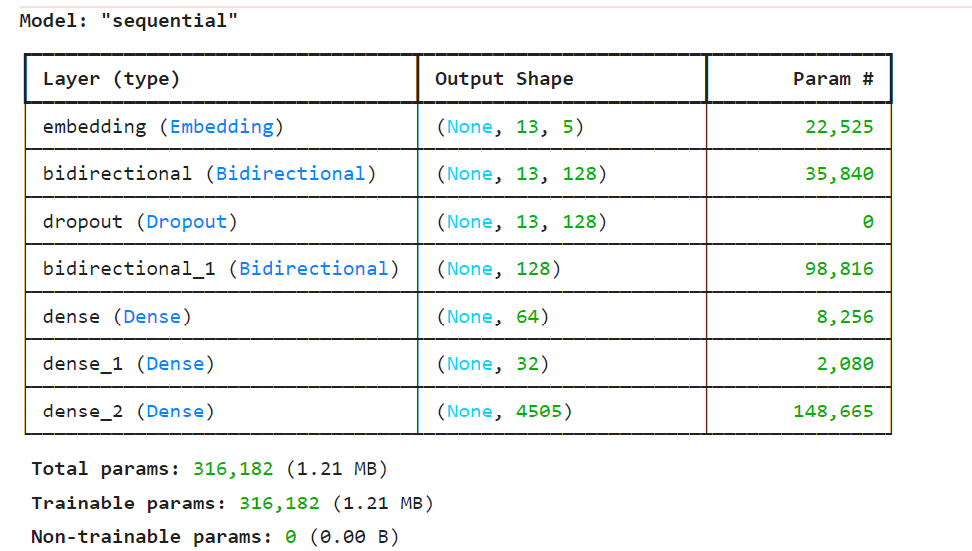 Model: "sequential"
Layer (type) Output Shape Param #
embedding (Embedding) (None, 13, 5) 22,525
bidirectional (Bidirectional) (None, 13, 128) 35,840
dropout (Dropout) (None, 13, 128) 0
bidirectional_1 (Bidirectional) (None, 128) 98,816
dense (Dense) (None, 64) 8,256
dense_1 (Dense) (None, 32) 2,080
dense_2 (Dense) (None, 4505) 148,665
Total params: 316,182 (1.21 MB)
Trainable params: 316,182 (1.21 MB)
Non-trainable params: 0 (0.00 B)